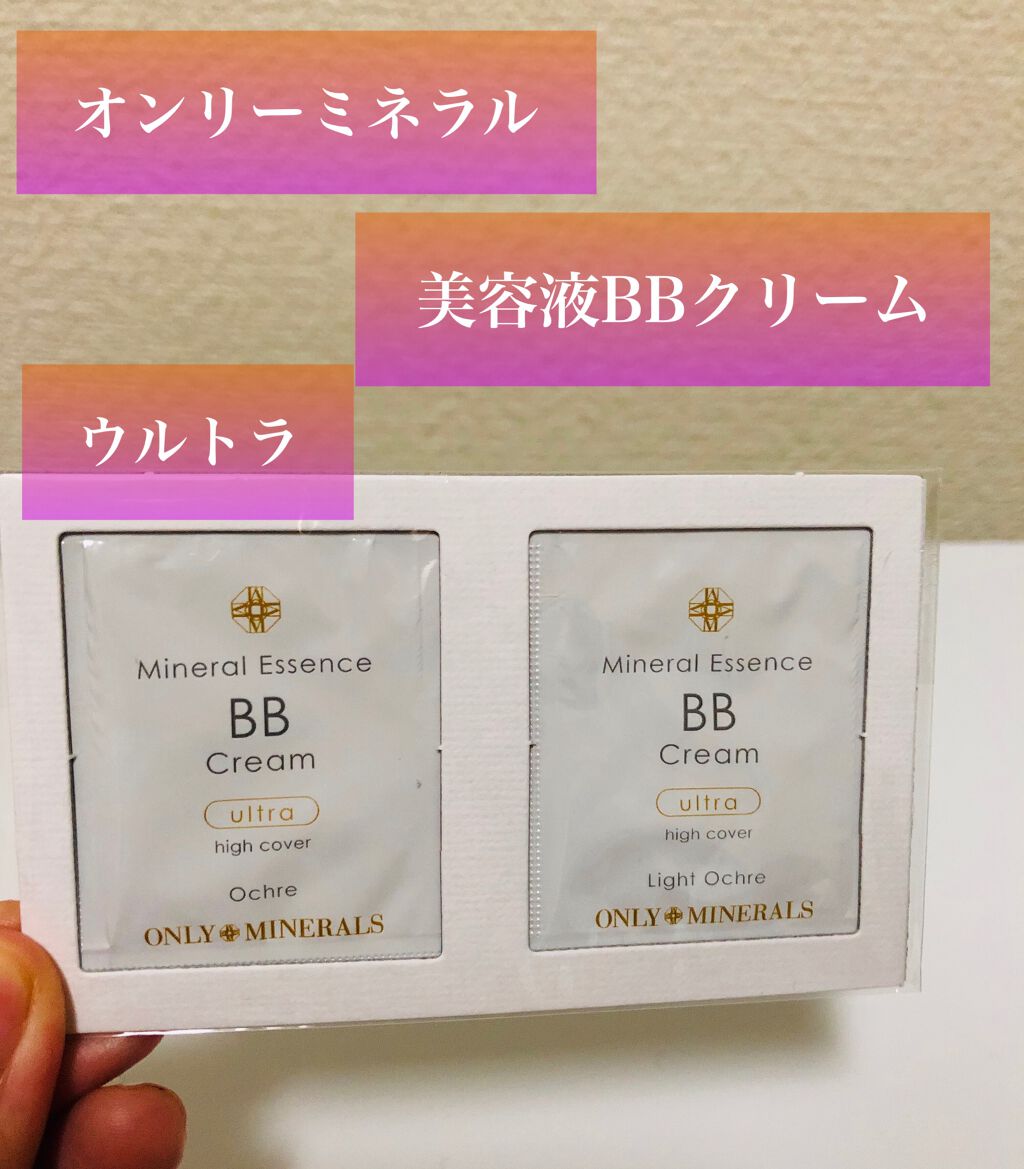 オンリーミネラル
美容液BBクリーム
ウルトラ
Mineral Essence
BB
Cream
ultra
high cover
Ochre
ONLY MINERALS
Mineral Essence
BB
Cream
ultra
high cover
Light Ochre
ONLY MINERALS